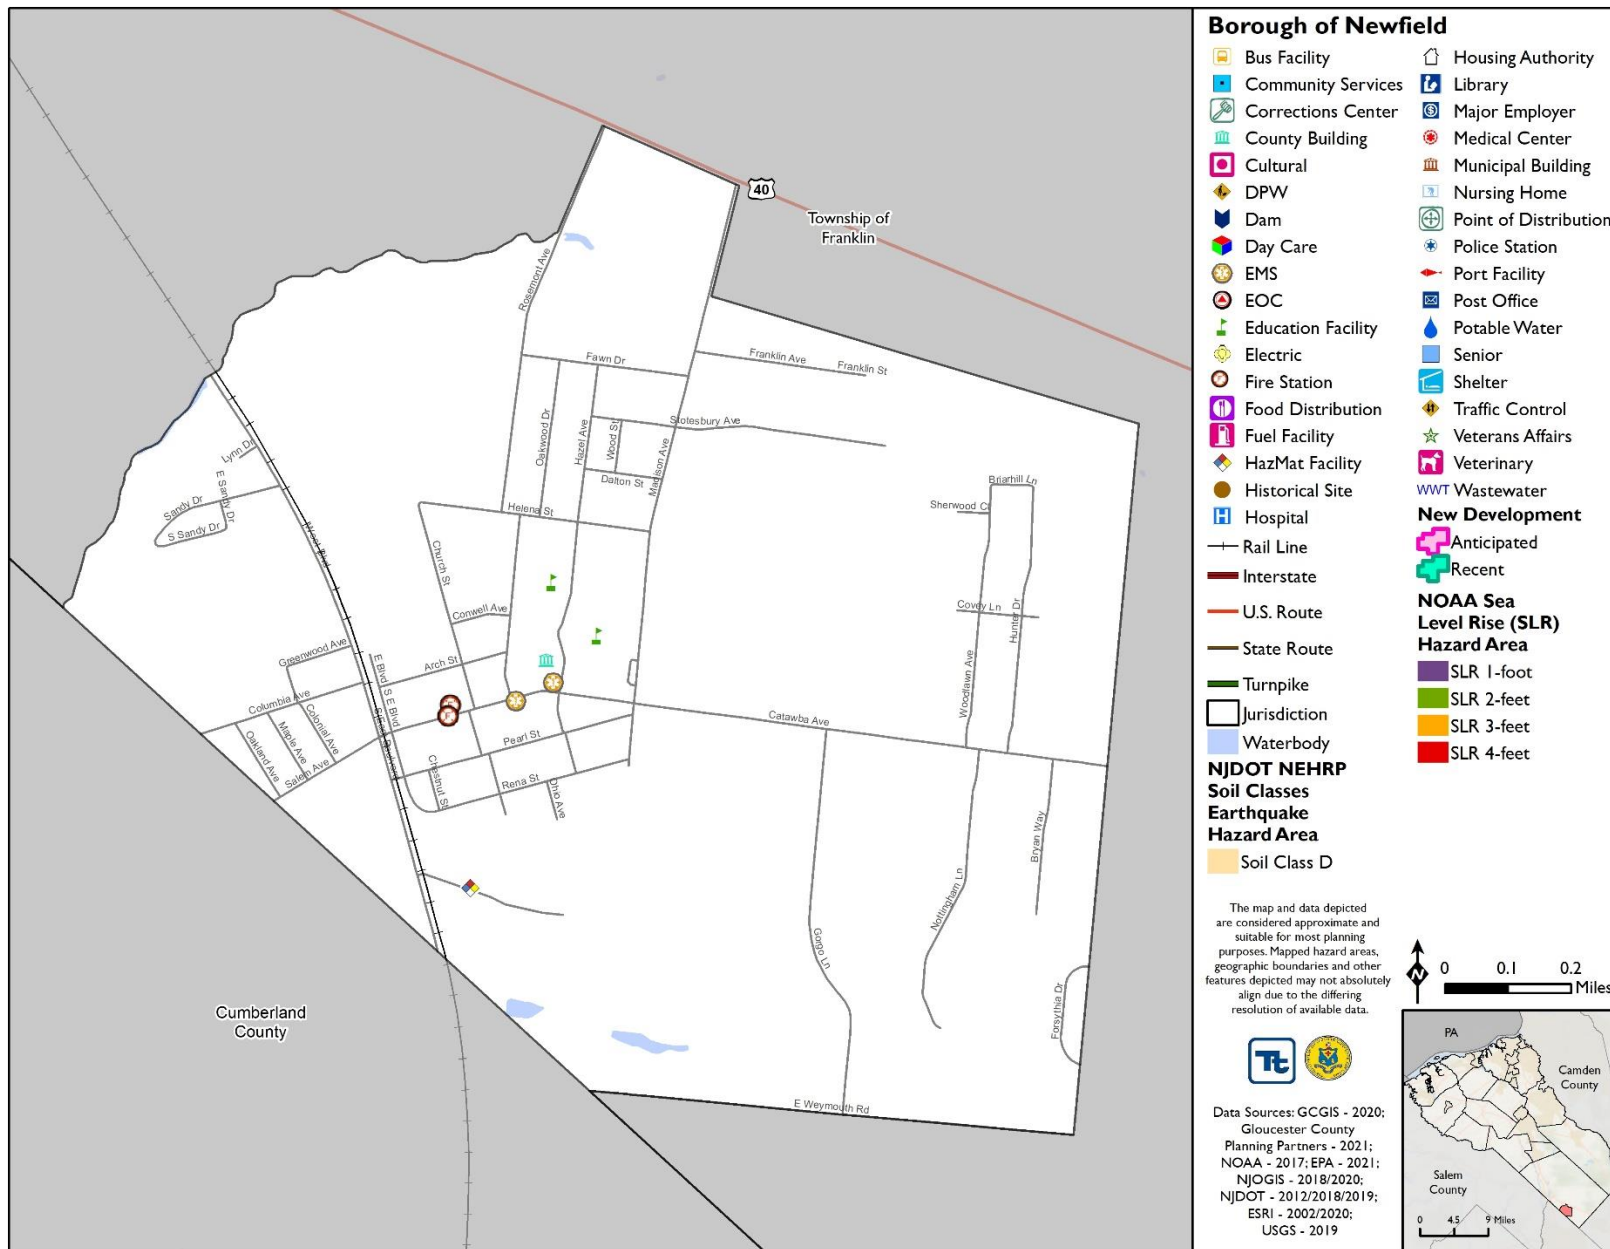 40
Township of
Franklin
Rosemont Ave
Fawn Dr
Franklin Ave
Franklin St
Stotesbury Ave
Oakwood Dr
Hazel Ave
Wood St
Madison Ave
Dalton St
Lynn Dr
E Sandy Dr
Sandy Dr
S Sandy Dr
West Blvd
Helena St
Briarhill Ln
Sherwood Ct
Church St
Conwell Ave
Covey Ln
Hunter Dr
Greenwood Ave
E Blvd
S E Blvd
Arch St
Woodlawn Ave
Columbia Ave
Colonial Ave
Maple Ave
Oakland Ave
Salem Ave
S East Boulevard
Catawba Ave
Pearl St
Chestnut St
Rena St
Ohio Ave
Bryan Way
Nottingham Ln
Gorgo Ln
Forsythia Dr
E Weymouth Rd
Cumberland
County
Borough of Newfield
Bus Facility
Community Services
Corrections Center
County Building
Cultural
DPW
Dam
Day Care
EMS
EOC
Education Facility
Electric
Fire Station
Food Distribution
Fuel Facility
HazMat Facility
Historical Site
Hospital
Rail Line
Interstate
U.S. Route
State Route
Turnpike
Jurisdiction
Waterbody
NJDOT NEHRP
Soil Classes
Earthquake
Hazard Area
Soil Class D
Housing Authority
Library
Major Employer
Medical Center
Municipal Building
Nursing Home
Point of Distribution
Police Station
Port Facility
Post Office
Potable Water
Senior
Shelter
Traffic Control
Veterans Affairs
Veterinary
WWT Wastewater
New Development
Anticipated
Recent
NOAA Sea
Level Rise (SLR)
Hazard Area
SLR 1-foot
SLR 2-feet
SLR 3-feet
SLR 4-feet
The map and data depicted
are considered approximate and
suitable for most planning
purposes. Mapped hazard areas,
geographic boundaries and other
features depicted may not absolutely
align due to the differing
resolution of available data.
N
0 0.1 0.2
Miles
Tt
Data Sources: GCGIS - 2020;
Gloucester County
Planning Partners - 2021;
NOAA - 2017; EPA - 2021;
NJOGIS - 2018/2020;
NJDOT - 2012/2018/2019;
ESRI - 2002/2020;
USGS - 2019
PA
Camden
County
Salem
County
0 4.5 9 Miles